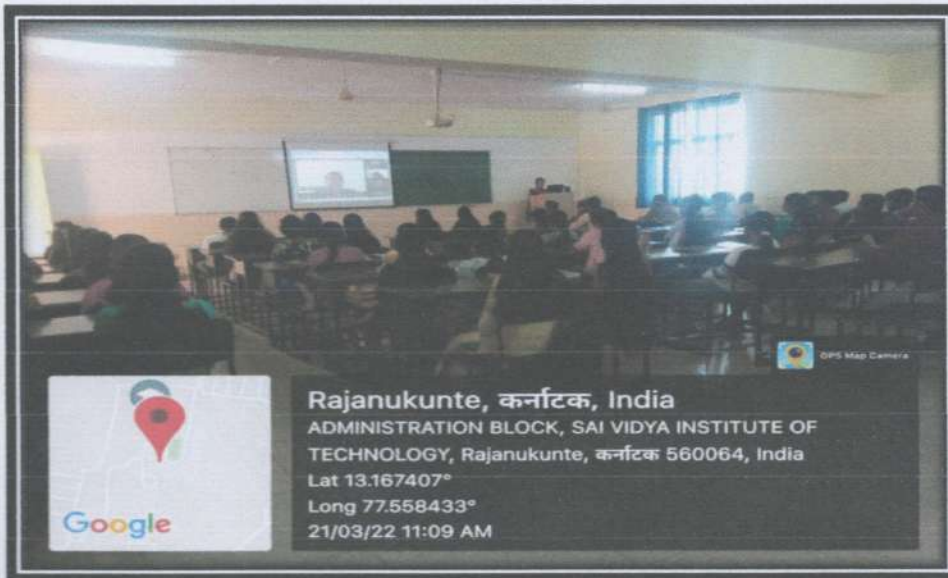 GPS Map Camera
Rajanukunte, कर्नाटक, India
ADMINISTRATION BLOCK, SAI VIDYA INSTITUTE OF
TECHNOLOGY, Rajanukunte, कर्नाटक 560064, India
Lat 13.167407°
Long 77.558433°
21/03/22 11:09 AM
Google